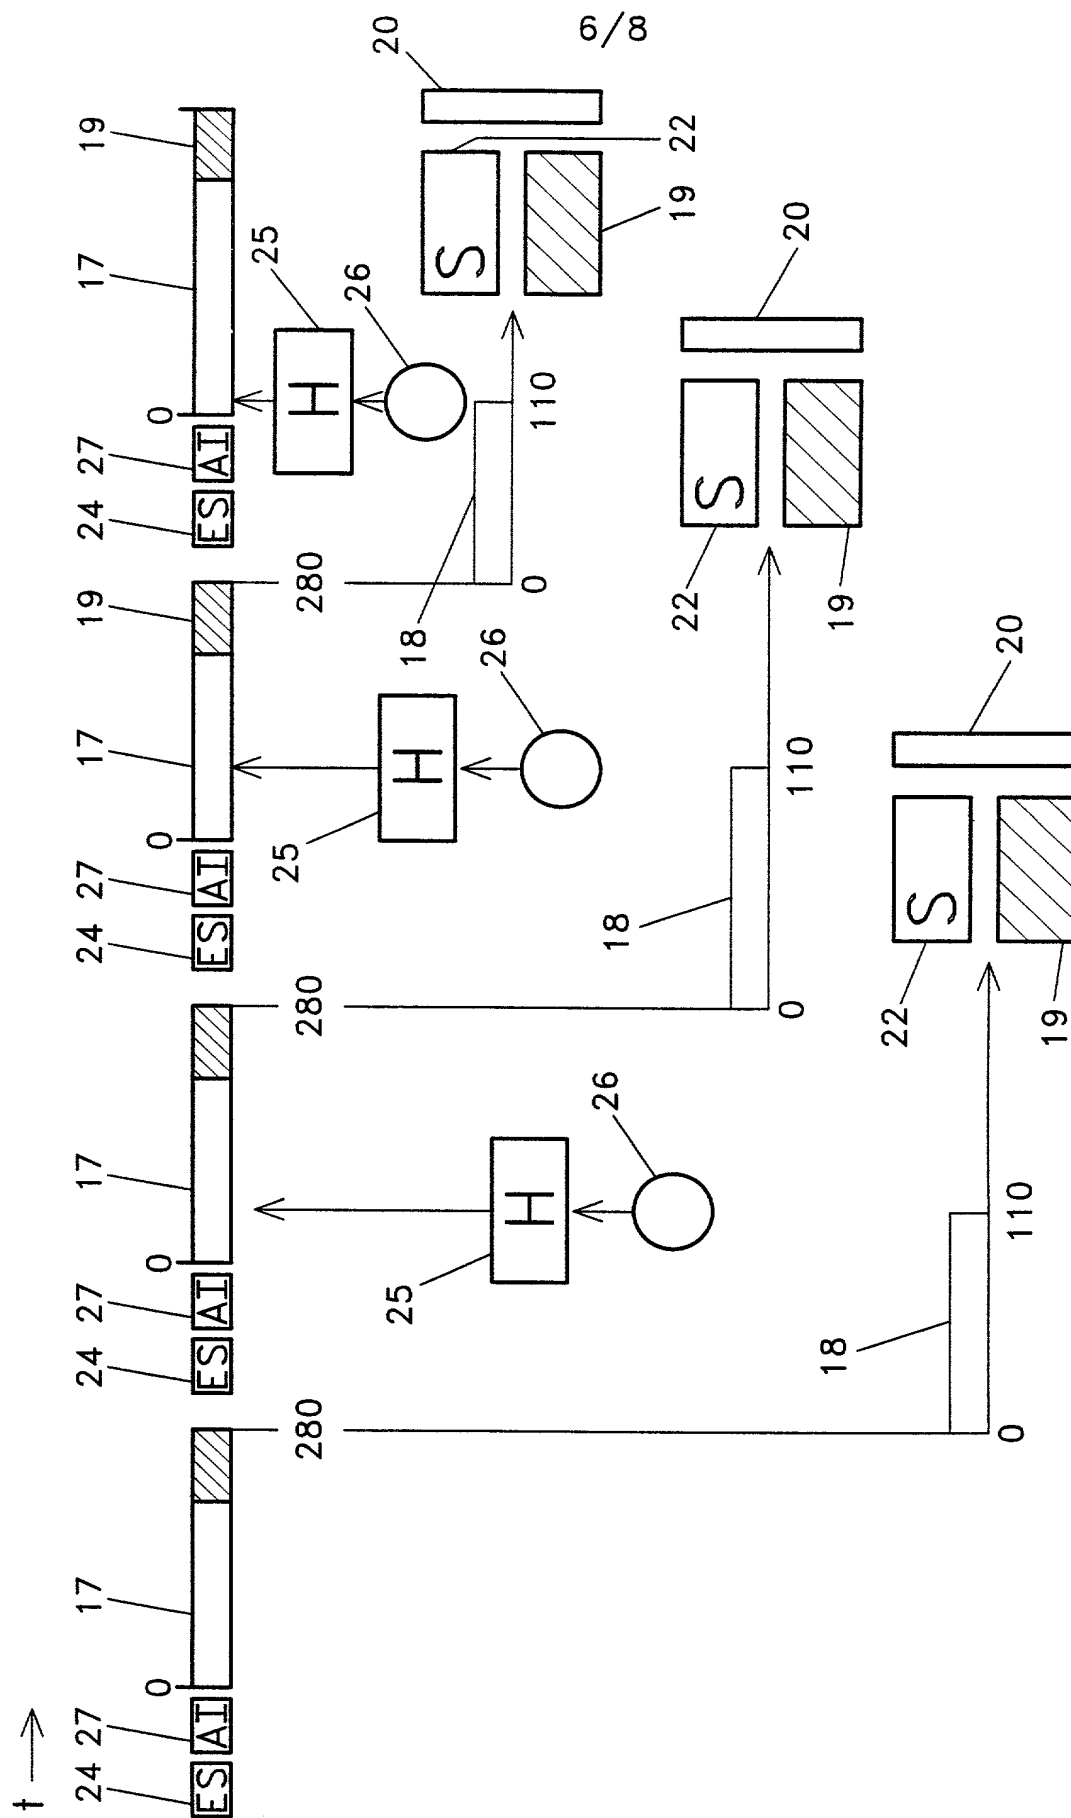 6/8
t
24 27 17 24 27 17 24 27 17 19 24 27 17 19
ES AI 0 ES AI 0 ES AI 0 ES AI 0
280 280 280
25 H 26
25 H 26
25 H 26
18 0 110
18 0 110
18 0 110
22 S 19 20
22 S 19 20
S 22 19 20